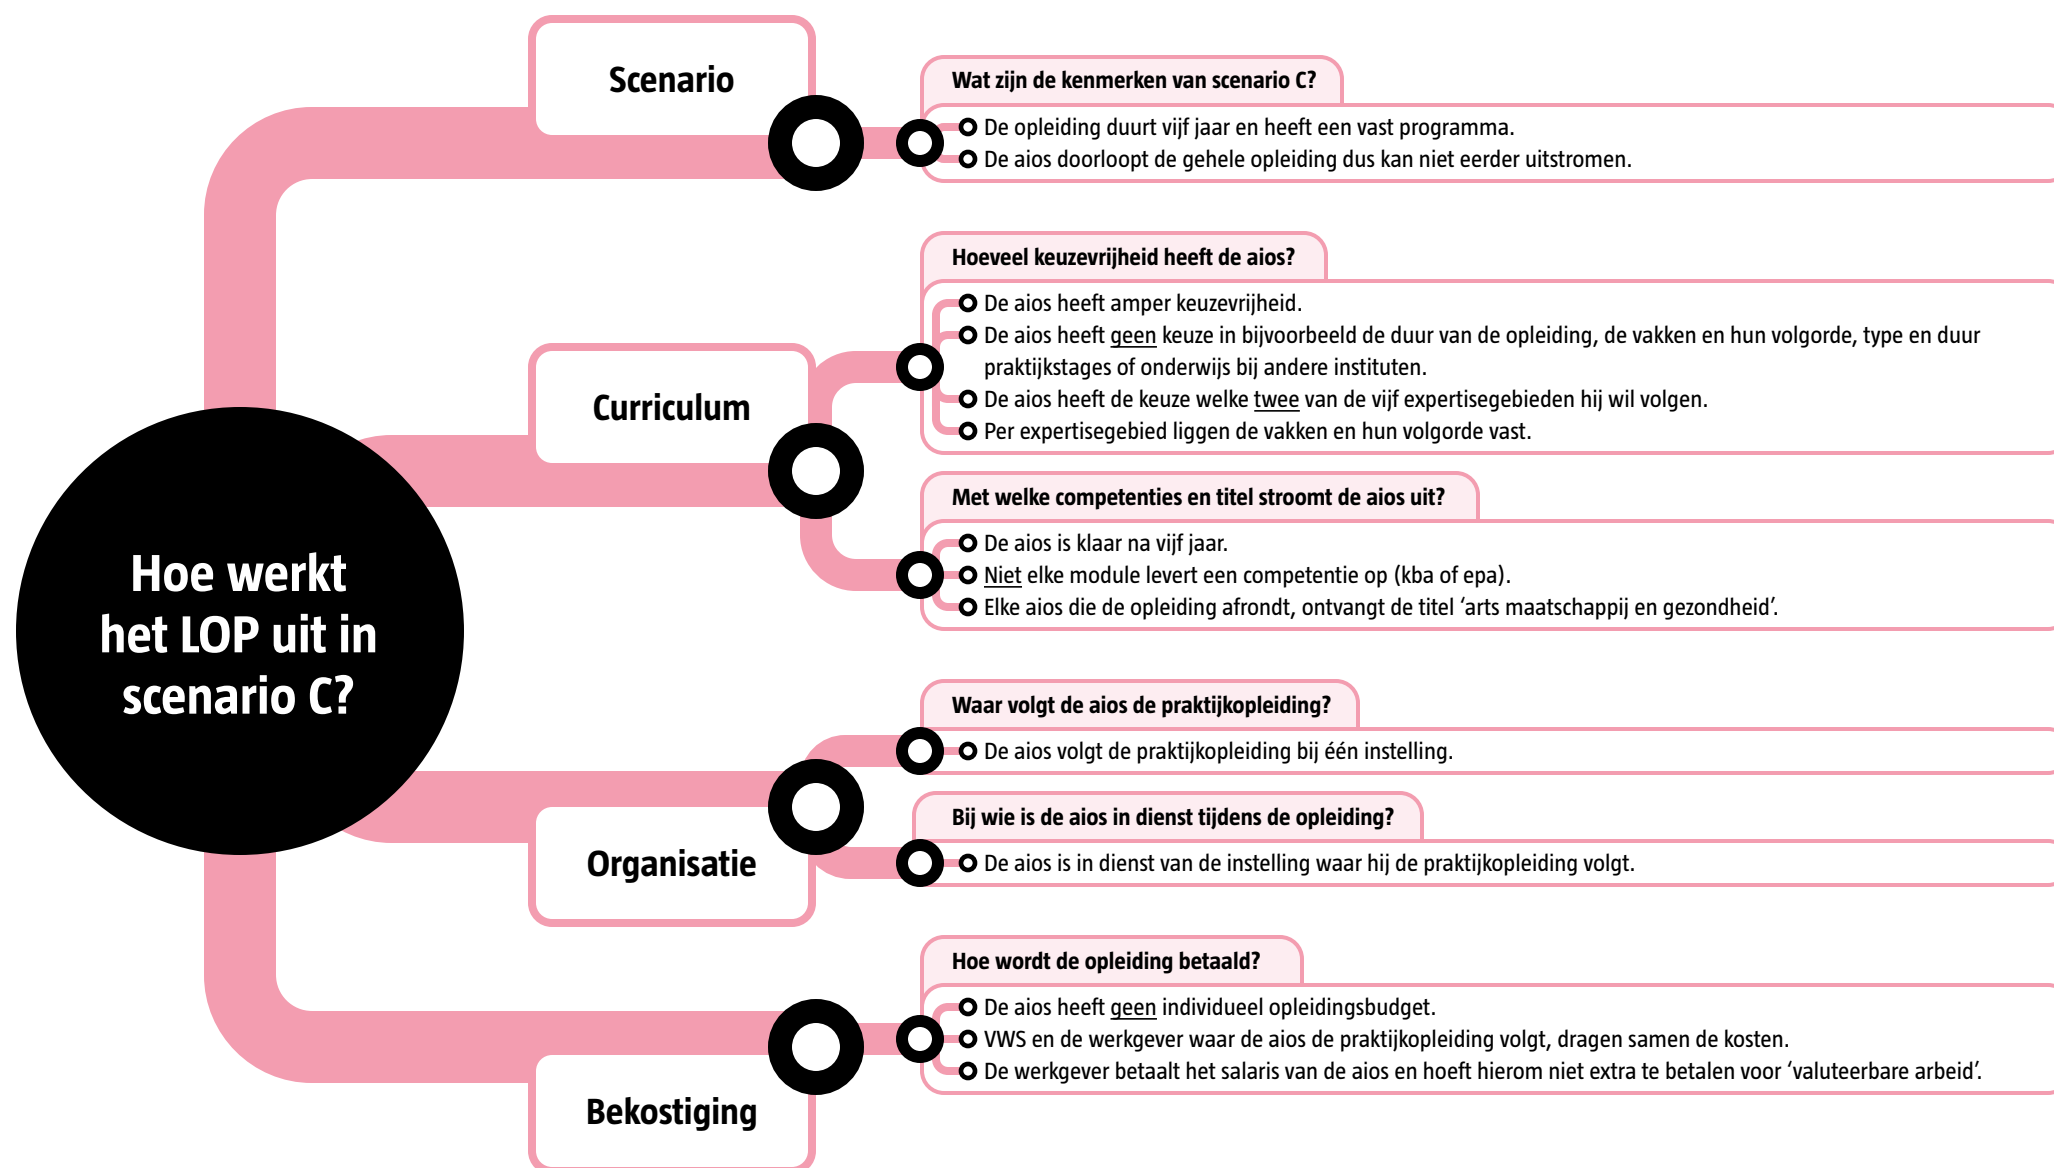 Hoe werkt
het LOP uit in
scenario C?
Scenario
Wat zijn de kenmerken van scenario C?
De opleiding duurt vijf jaar en heeft een vast programma.
De aios doorloopt de gehele opleiding dus kan niet eerder uitstromen.
Curriculum
Hoeveel keuzevrijheid heeft de aios?
De aios heeft amper keuzevrijheid.
De aios heeft geen keuze in bijvoorbeeld de duur van de opleiding, de vakken en hun volgorde, type en duur
praktijkstages of onderwijs bij andere instituten.
De aios heeft de keuze welke twee van de vijf expertisegebieden hij wil volgen.
Per expertisegebied liggen de vakken en hun volgorde vast.
Met welke competenties en titel stroomt de aios uit?
De aios is klaar na vijf jaar.
Niet elke module levert een competentie op (kba of epa).
Elke aios die de opleiding afrondt, ontvangt de titel ‘arts maatschappij en gezondheid’.
Organisatie
Waar volgt de aios de praktijkopleiding?
De aios volgt de praktijkopleiding bij één instelling.
Bij wie is de aios in dienst tijdens de opleiding?
De aios is in dienst van de instelling waar hij de praktijkopleiding volgt.
Bekostiging
Hoe wordt de opleiding betaald?
De aios heeft geen individueel opleidingsbudget.
VWS en de werkgever waar de aios de praktijkopleiding volgt, dragen samen de kosten.
De werkgever betaalt het salaris van de aios en hoeft hierom niet extra te betalen voor ‘valuteerbare arbeid’.